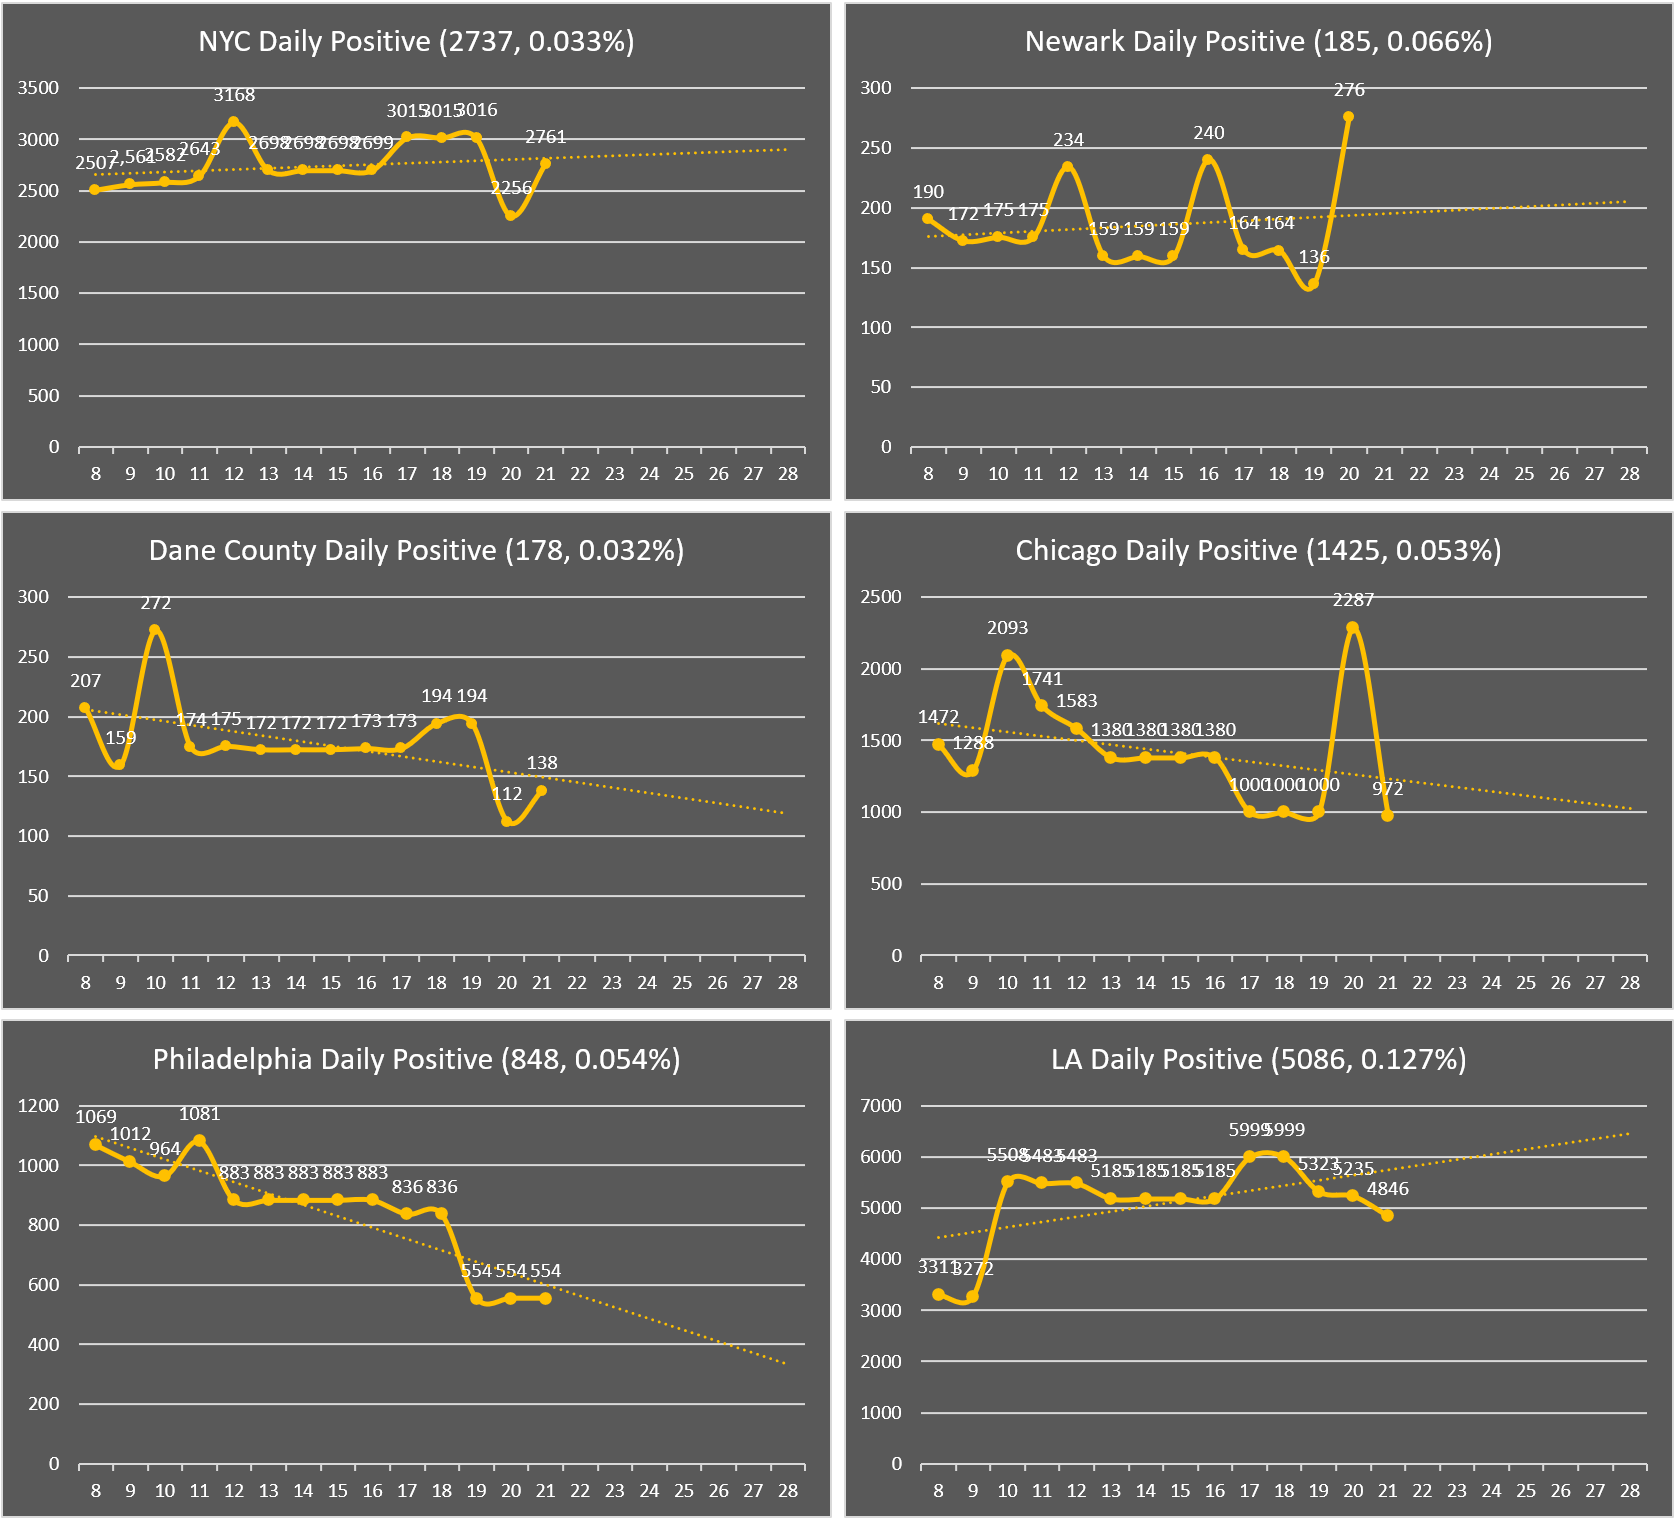 NYC Daily Positive (2737, 0.033%)
3500
3000
2500
2000
1500
1000
500
0
2507 2,561 2582 2643 3168 2698 2698 2698 2699 3015 3015 3016 2256 2761
8 9 10 11 12 13 14 15 16 17 18 19 20 21 22 23 24 25 26 27 28
Newark Daily Positive (185, 0.066%)
300
250
200
150
100
50
0
190 172 175 175 234 159 159 159 240 164 164 136 276
8 9 10 11 12 13 14 15 16 17 18 19 20 21 22 23 24 25 26 27 28
Dane County Daily Positive (178, 0.032%)
300
250
200
150
100
50
0
207 159 272 174 175 172 172 172 173 173 194 194 112 138
8 9 10 11 12 13 14 15 16 17 18 19 20 21 22 23 24 25 26 27 28
Chicago Daily Positive (1425, 0.053%)
2500
2000
1500
1000
500
0
1472 1288 2093 1741 1583 1380 1380 1380 1380 1000 1000 1000 2287 972
8 9 10 11 12 13 14 15 16 17 18 19 20 21 22 23 24 25 26 27 28
Philadelphia Daily Positive (848, 0.054%)
1200
1000
800
600
400
200
0
1069 1012 964 1081 883 883 883 883 883 836 836 554 554 554
8 9 10 11 12 13 14 15 16 17 18 19 20 21 22 23 24 25 26 27 28
LA Daily Positive (5086, 0.127%)
7000
6000
5000
4000
3000
2000
1000
0
3311 3272 5508 5483 5483 5185 5185 5185 5185 5999 5999 5323 5235 4846
8 9 10 11 12 13 14 15 16 17 18 19 20 21 22 23 24 25 26 27 28